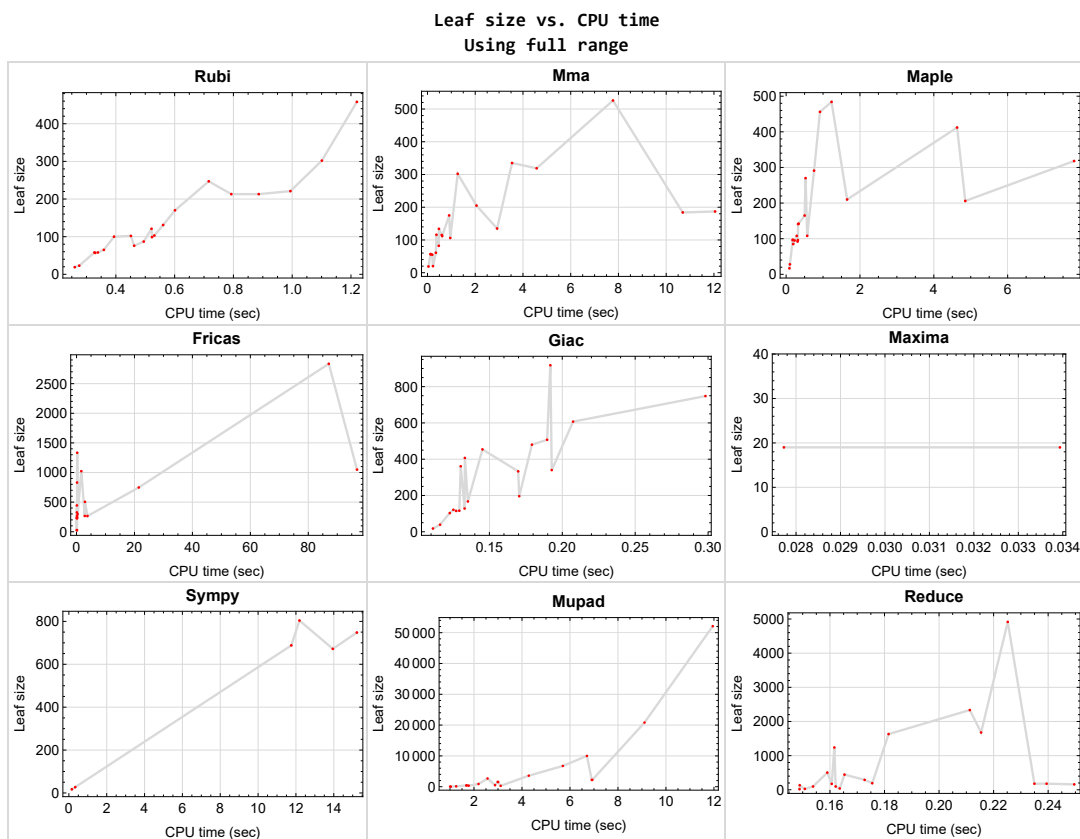 Leaf size vs. CPU time
Using full range
Rubi
Leaf size
400
300
200
100
0
0.4 0.6 0.8 1.0 1.2
CPU time (sec)
Mma
Leaf size
500
400
300
200
100
0
0 2 4 6 8 10 12
CPU time (sec)
Maple
Leaf size
500
400
300
200
100
0
0 2 4 6
CPU time (sec)
Fricas
Leaf size
2500
2000
1500
1000
500
0
0 20 40 60 80
CPU time (sec)
Giac
Leaf size
800
600
400
200
0
0.15 0.20 0.25 0.30
CPU time (sec)
Maxima
Leaf size
40
30
20
10
0
0.028 0.029 0.030 0.031 0.032 0.033 0.034
CPU time (sec)
Sympy
Leaf size
800
600
400
200
0
0 2 4 6 8 10 12 14
CPU time (sec)
Mupad
Leaf size
50 000
40 000
30 000
20 000
10 000
0
2 4 6 8 10 12
CPU time (sec)
Reduce
Leaf size
5000
4000
3000
2000
1000
0
0.16 0.18 0.20 0.22 0.24
CPU time (sec)